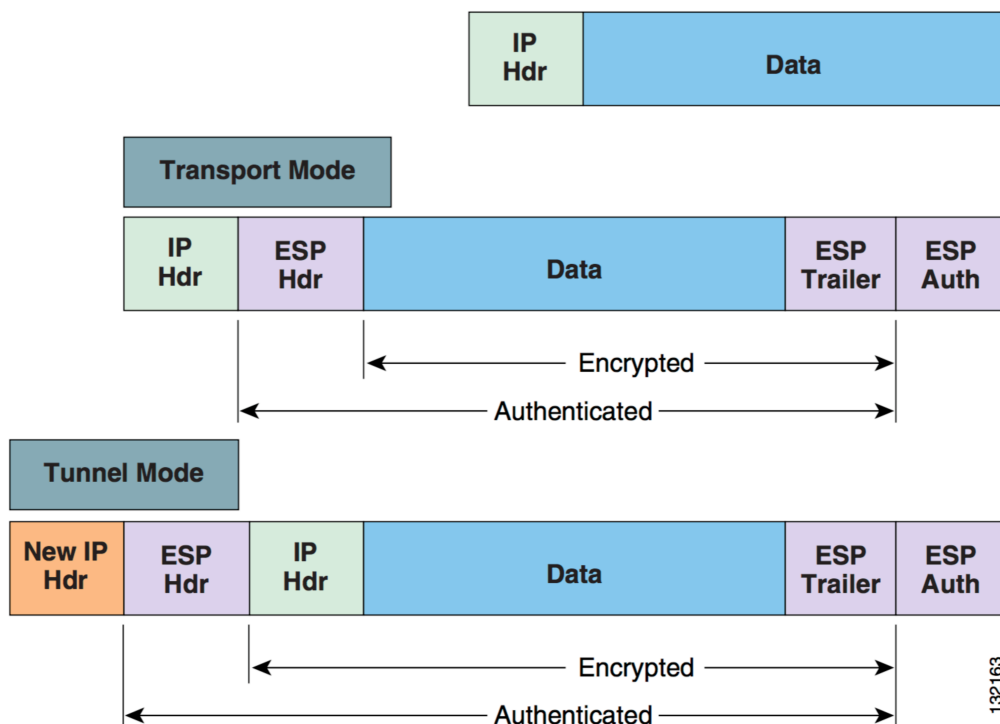 IP
Hdr
Data
Transport Mode
IP
Hdr
ESP
Hdr
Data
ESP
Trailer
ESP
Auth
Encrypted
Authenticated
Tunnel Mode
New IP
Hdr
ESP
Hdr
IP
Hdr
Data
ESP
Trailer
ESP
Auth
Encrypted
Authenticated
132163